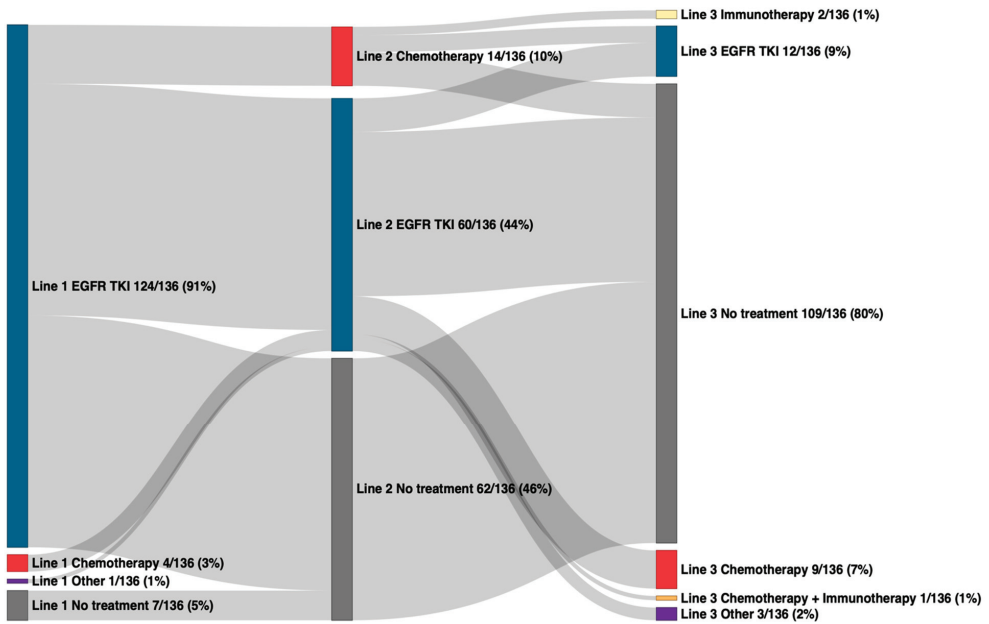 Line 1 EGFR TKI 124/136 (91%)
Line 1 Chemotherapy 4/136 (3%)
Line 1 Other 1/136 (1%)
Line 1 No treatment 7/136 (5%)
Line 2 Chemotherapy 14/136 (10%)
Line 2 EGFR TKI 60/136 (44%)
Line 2 No treatment 62/136 (46%)
Line 3 Immunotherapy 2/136 (1%)
Line 3 EGFR TKI 12/136 (9%)
Line 3 No treatment 109/136 (80%)
Line 3 Chemotherapy 9/136 (7%)
Line 3 Chemotherapy + Immunotherapy 1/136 (1%)
Line 3 Other 3/136 (2%)